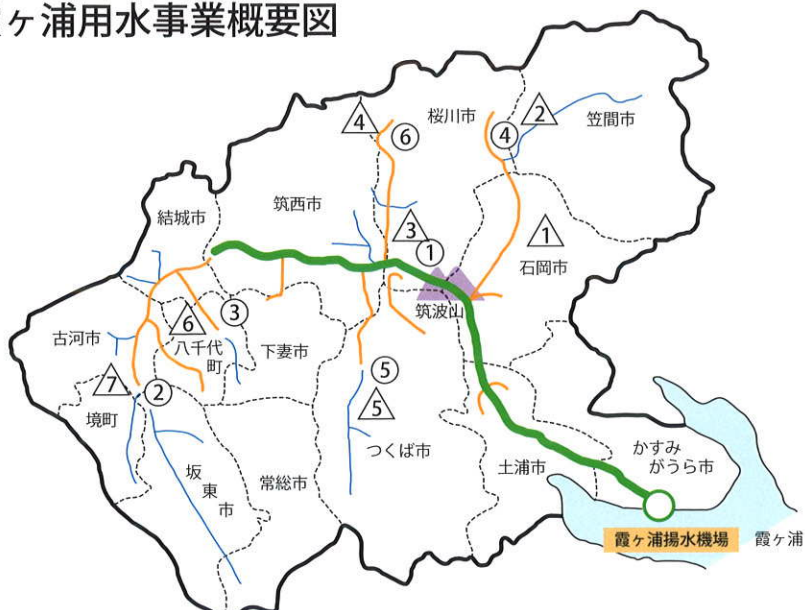 ヶ浦用水事業概要図
桜川市
笠間市
4
6
4
2
筑西市
結城市
3
1
1
石岡市
筑波山
3
6
八千代
町
下妻市
古河市
7
2
境町
5
5
つくば市
坂
東
市
常総市
土浦市
かすみ
がうら市
霞ヶ浦揚水機場
霞ヶ浦